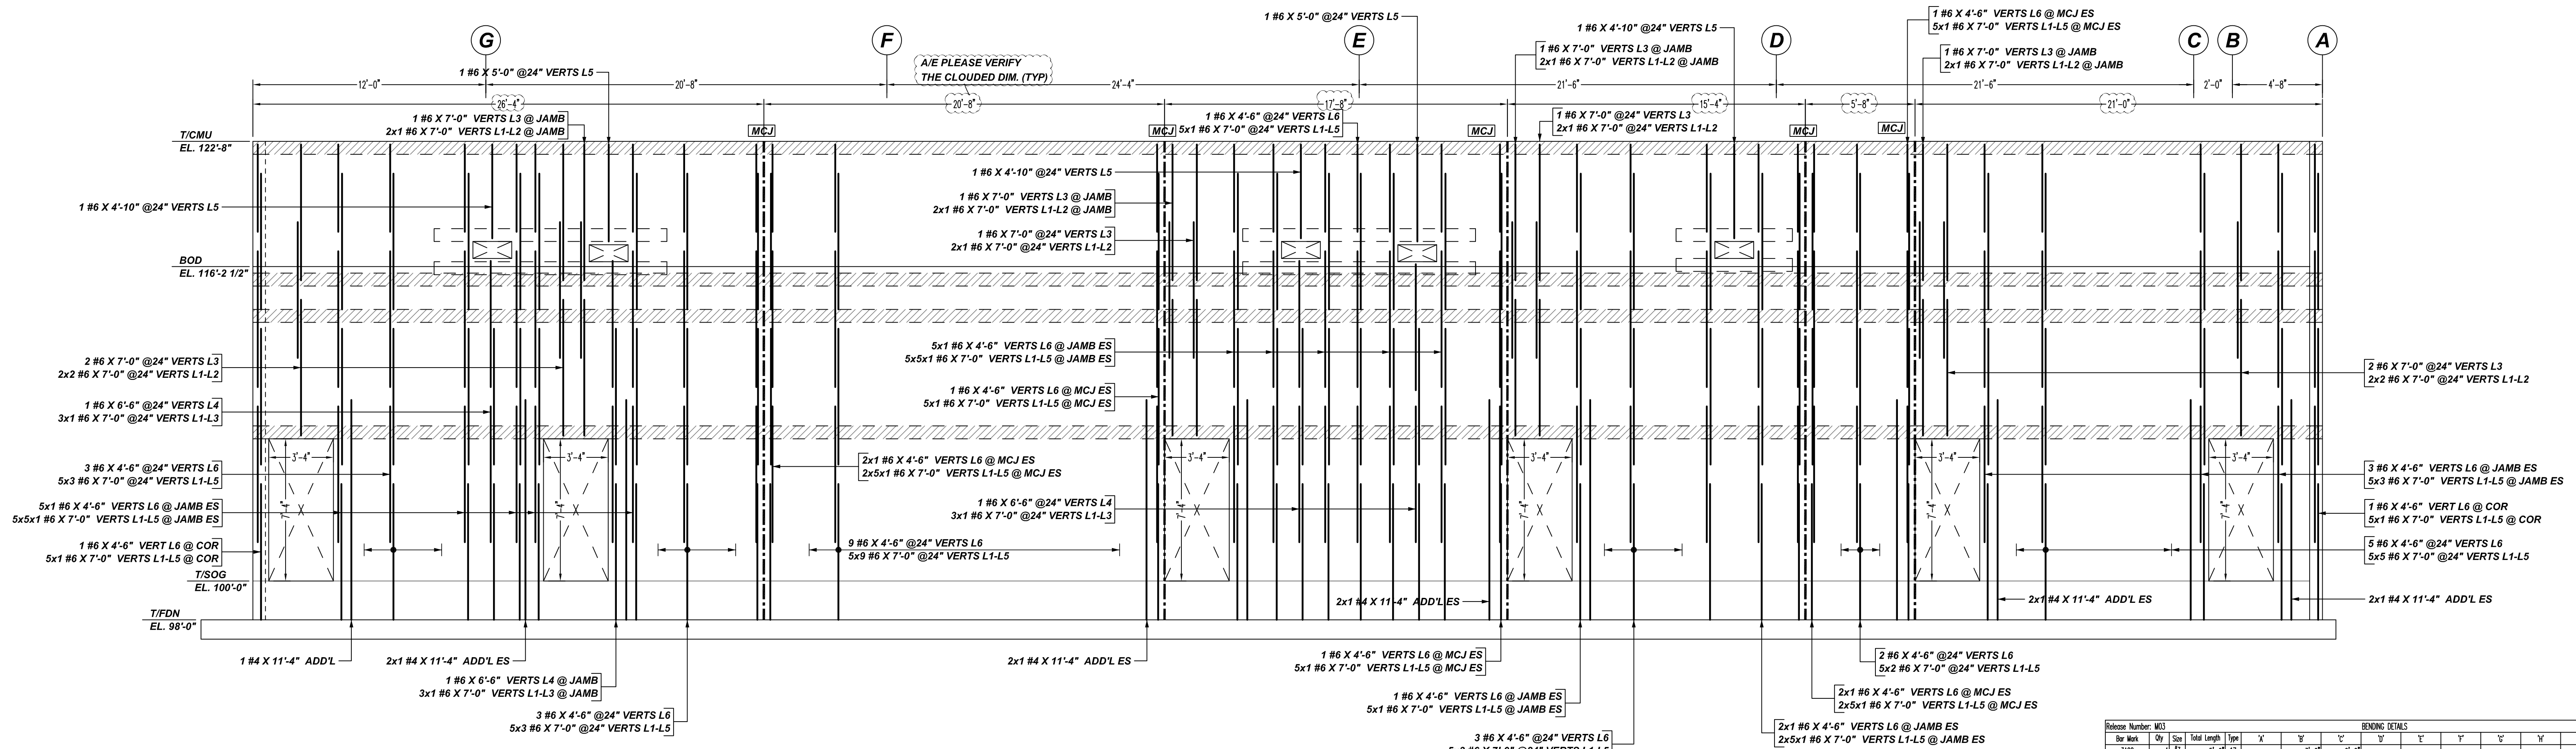 G
F
E
D
C
B
A
1 #6 X 5'-0" @24" VERTS L5
1 #6 X 4'-10" @24" VERTS L5
1 #6 X 4'-6"  VERTS L6 @ MCJ ES
5x1 #6 X 7'-0"  VERTS L1-L5 @ MCJ ES
1 #6 X 7'-0"  VERTS L3 @ JAMB
2x1 #6 X 7'-0"  VERTS L1-L2 @ JAMB
1 #6 X 7'-0"  VERTS L3 @ JAMB
2x1 #6 X 7'-0"  VERTS L1-L2 @ JAMB
A/E PLEASE VERIFY
THE CLOUDED DIM. (TYP)
1 #6 X 5'-0" @24" VERTS L5
12'-0"
20'-8"
24'-4"
21'-6"
21'-6"
2'-0"
4'-8"
26'-4"
20'-8"
17'-8"
15'-4"
5'-8"
21'-0"
1 #6 X 7'-0"  VERTS L3 @ JAMB
2x1 #6 X 7'-0"  VERTS L1-L2 @ JAMB
1 #6 X 4'-6" @24" VERTS L6
5x1 #6 X 7'-0" @24" VERTS L1-L5
1 #6 X 7'-0" @24" VERTS L3
2x1 #6 X 7'-0" @24" VERTS L1-L2
MCJ
MCJ
MCJ
MCJ
MCJ
T/CMU
EL. 122'-8"
1 #6 X 4'-10" @24" VERTS L5
1 #6 X 4'-10" @24" VERTS L5
1 #6 X 7'-0"  VERTS L3 @ JAMB
2x1 #6 X 7'-0"  VERTS L1-L2 @ JAMB
1 #6 X 7'-0" @24" VERTS L3
2x1 #6 X 7'-0" @24" VERTS L1-L2
BOD
EL. 116'-2 1/2"
2 #6 X 7'-0" @24" VERTS L3
2x2 #6 X 7'-0" @24" VERTS L1-L2
5x1 #6 X 4'-6"  VERTS L6 @ JAMB ES
5x5x1 #6 X 7'-0"  VERTS L1-L5 @ JAMB ES
2 #6 X 7'-0" @24" VERTS L3
2x2 #6 X 7'-0" @24" VERTS L1-L2
1 #6 X 6'-6" @24" VERTS L4
3x1 #6 X 7'-0" @24" VERTS L1-L3
1 #6 X 4'-6"  VERTS L6 @ MCJ ES
5x1 #6 X 7'-0"  VERTS L1-L5 @ MCJ ES
3'-4"
3'-4"
3'-4"
3'-4"
3'-4"
3'-4"
7'-4"
7'-4"
7'-4"
7'-4"
7'-4"
7'-4"
3 #6 X 4'-6" @24" VERTS L6
5x3 #6 X 7'-0" @24" VERTS L1-L5
2x1 #6 X 4'-6"  VERTS L6 @ MCJ ES
2x5x1 #6 X 7'-0"  VERTS L1-L5 @ MCJ ES
3 #6 X 4'-6"  VERTS L6 @ JAMB ES
5x3 #6 X 7'-0"  VERTS L1-L5 @ JAMB ES
5x1 #6 X 4'-6"  VERTS L6 @ JAMB ES
5x5x1 #6 X 7'-0"  VERTS L1-L5 @ JAMB ES
1 #6 X 6'-6" @24" VERTS L4
3x1 #6 X 7'-0" @24" VERTS L1-L3
1 #6 X 4'-6"  VERT L6 @ COR
5x1 #6 X 7'-0"  VERTS L1-L5 @ COR
1 #6 X 4'-6"  VERT L6 @ COR
5x1 #6 X 7'-0"  VERTS L1-L5 @ COR
9 #6 X 4'-6" @24" VERTS L6
5x9 #6 X 7'-0" @24" VERTS L1-L5
5 #6 X 4'-6" @24" VERTS L6
5x5 #6 X 7'-0" @24" VERTS L1-L5
T/SOG
EL. 100'-0"
2x1 #4 X 11'-4"  ADD'L ES
2x1 #4 X 11'-4"  ADD'L ES
2x1 #4 X 11'-4"  ADD'L ES
T/FDN
EL. 98'-0"
1 #4 X 11'-4"  ADD'L
2x1 #4 X 11'-4"  ADD'L ES
2x1 #4 X 11'-4"  ADD'L ES
1 #6 X 4'-6"  VERTS L6 @ MCJ ES
5x1 #6 X 7'-0"  VERTS L1-L5 @ MCJ ES
2 #6 X 4'-6" @24" VERTS L6
5x2 #6 X 7'-0" @24" VERTS L1-L5
1 #6 X 6'-6"  VERTS L4 @ JAMB
3x1 #6 X 7'-0"  VERTS L1-L3 @ JAMB
1 #6 X 4'-6"  VERTS L6 @ JAMB ES
5x1 #6 X 7'-0"  VERTS L1-L5 @ JAMB ES
2x1 #6 X 4'-6"  VERTS L6 @ MCJ ES
2x5x1 #6 X 7'-0"  VERTS L1-L5 @ MCJ ES
3 #6 X 4'-6" @24" VERTS L6
5x3 #6 X 7'-0" @24" VERTS L1-L5
2x1 #6 X 4'-6"  VERTS L6 @ JAMB ES
2x5x1 #6 X 7'-0"  VERTS L1-L5 @ JAMB ES
3 #6 X 4'-6" @24" VERTS L6
Release Number: M03 BENDING DETAILS
Bar Mark Qty Size Total Length Type 'A' 'B' 'C' 'D' 'E' 'F' 'G' 'H'